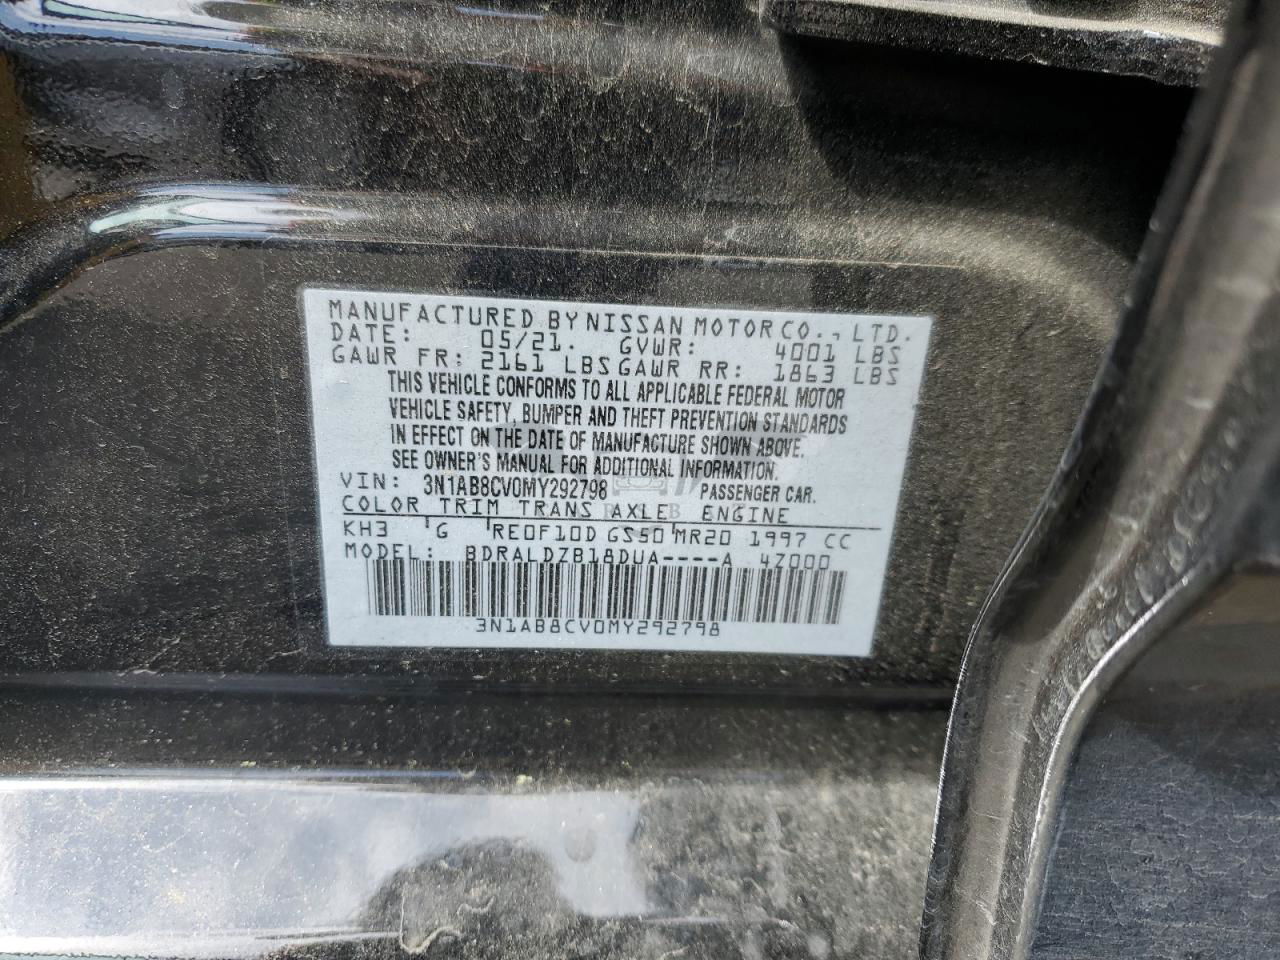 MANUFACTURED BY NISSAN MOTOR CO., LTD.
DATE: 05/21. GVWR: 4001 LBS
GAWR FR: 2161 LBS GAWR RR: 1863 LBS
THIS VEHICLE CONFORMS TO ALL APPLICABLE FEDERAL MOTOR
VEHICLE SAFETY, BUMPER AND THEFT PREVENTION STANDARDS
IN EFFECT ON THE DATE OF MANUFACTURE SHOWN ABOVE.
SEE OWNER'S MANUAL FOR ADDITIONAL INFORMATION.
VIN: 3N1AB8CV0MY292798 PASSENGER CAR.
COLOR TRIM TRANS AXLE ENGINE
KH3 G RE0F10D GS50 MR20 1997 CC
MODEL: BDRALDZB18DUA----A 4Z000
3N1AB8CV0MY292798